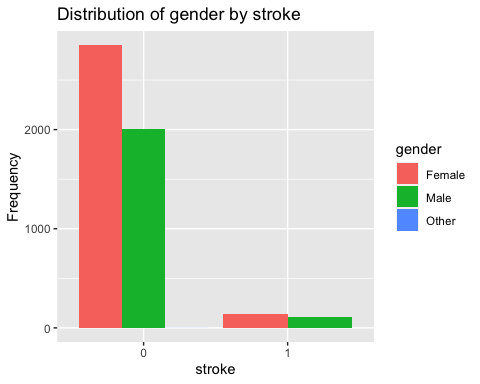 Distribution of gender by stroke
Frequency
2000
1000
0
0
1
stroke
gender
Female
Male
Other